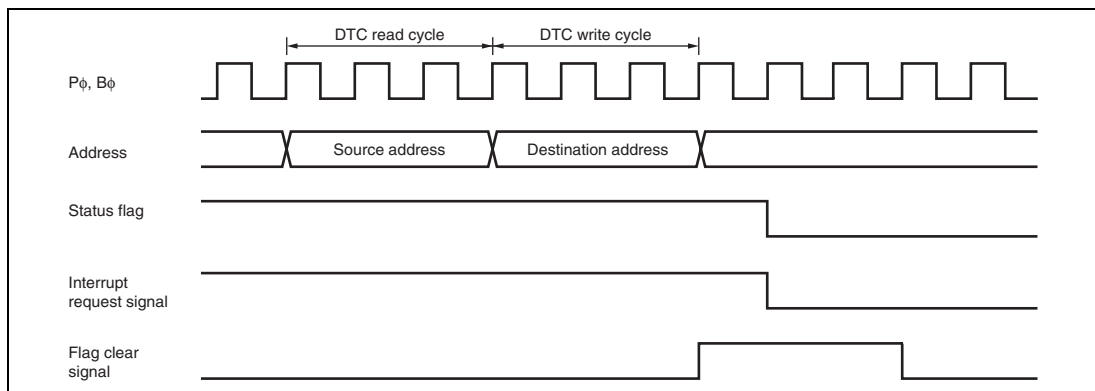 DTC read cycle
DTC write cycle
Pφ, Bφ
Address
Source address
Destination address
Status flag
Interrupt
request signal
Flag clear
signal